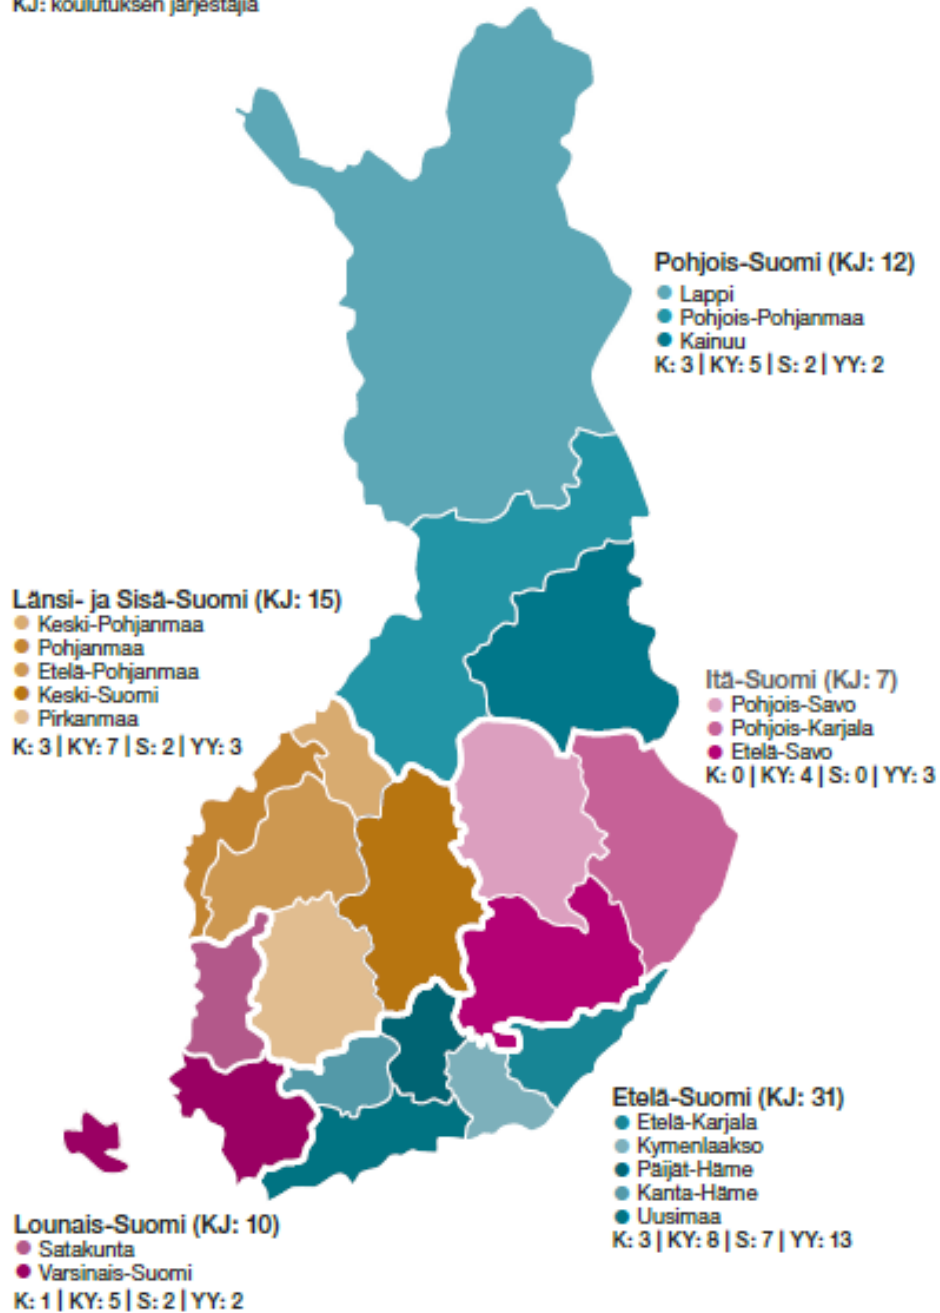 KJ: koulutuksen järjestäjiä
Pohjois-Suomi (KJ: 12)
Lappi
Pohjois-Pohjanmaa
Kainuu
K: 3 | KY: 5 | S: 2 | YY: 2
Länsi- ja Sisä-Suomi (KJ: 15)
Keski-Pohjanmaa
Pohjanmaa
Etelä-Pohjanmaa
Keski-Suomi
Pirkanmaa
K: 3 | KY: 7 | S: 2 | YY: 3
Itä-Suomi (KJ: 7)
Pohjois-Savo
Pohjois-Karjala
Etelä-Savo
K: 0 | KY: 4 | S: 0 | YY: 3
Etelä-Suomi (KJ: 31)
Etelä-Karjala
Kymenlaakso
Päijät-Häme
Kanta-Häme
Uusimaa
K: 3 | KY: 8 | S: 7 | YY: 13
Lounais-Suomi (KJ: 10)
Satakunta
Varsinais-Suomi
K: 1 | KY: 5 | S: 2 | YY: 2